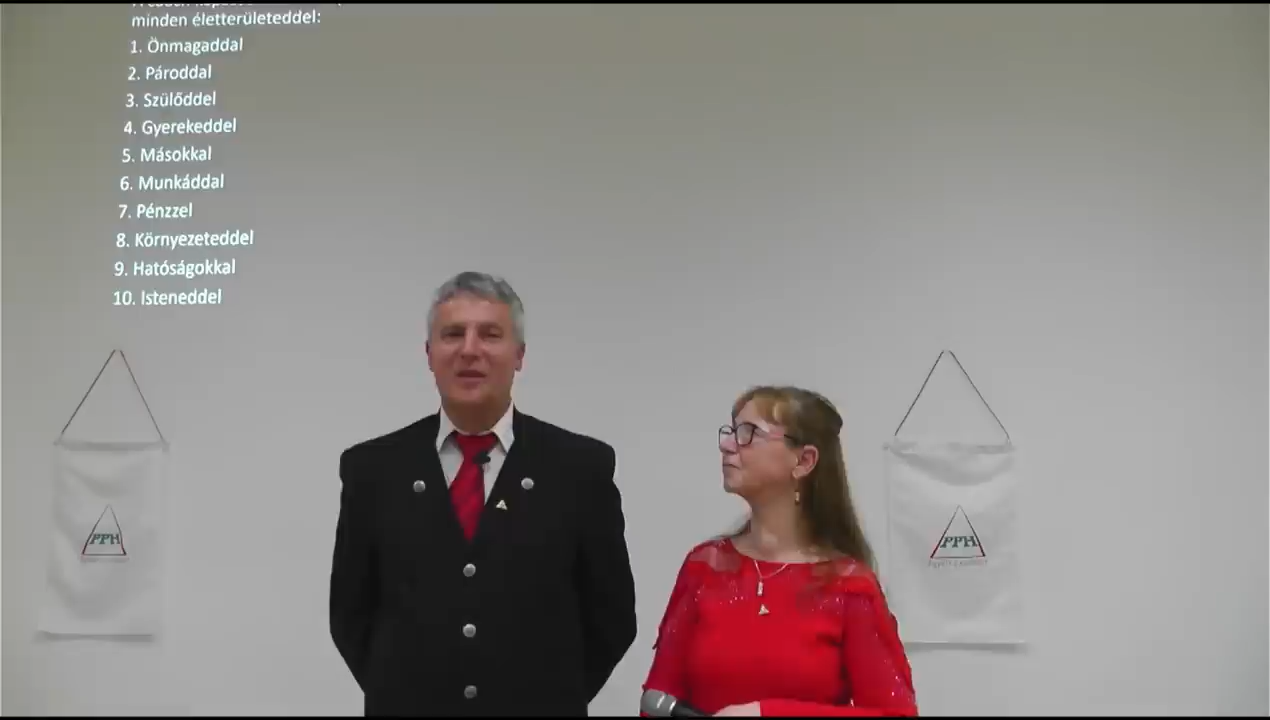 minden életterületeddel:
1. Önmagaddal
2. Pároddal
3. Szülőddel
4. Gyerekeddel
5. Másokkal
6. Munkáddal
7. Pénzzel
8. Környezeteddel
9. Hatóságokkal
10. Isteneddel
PPH
PPH